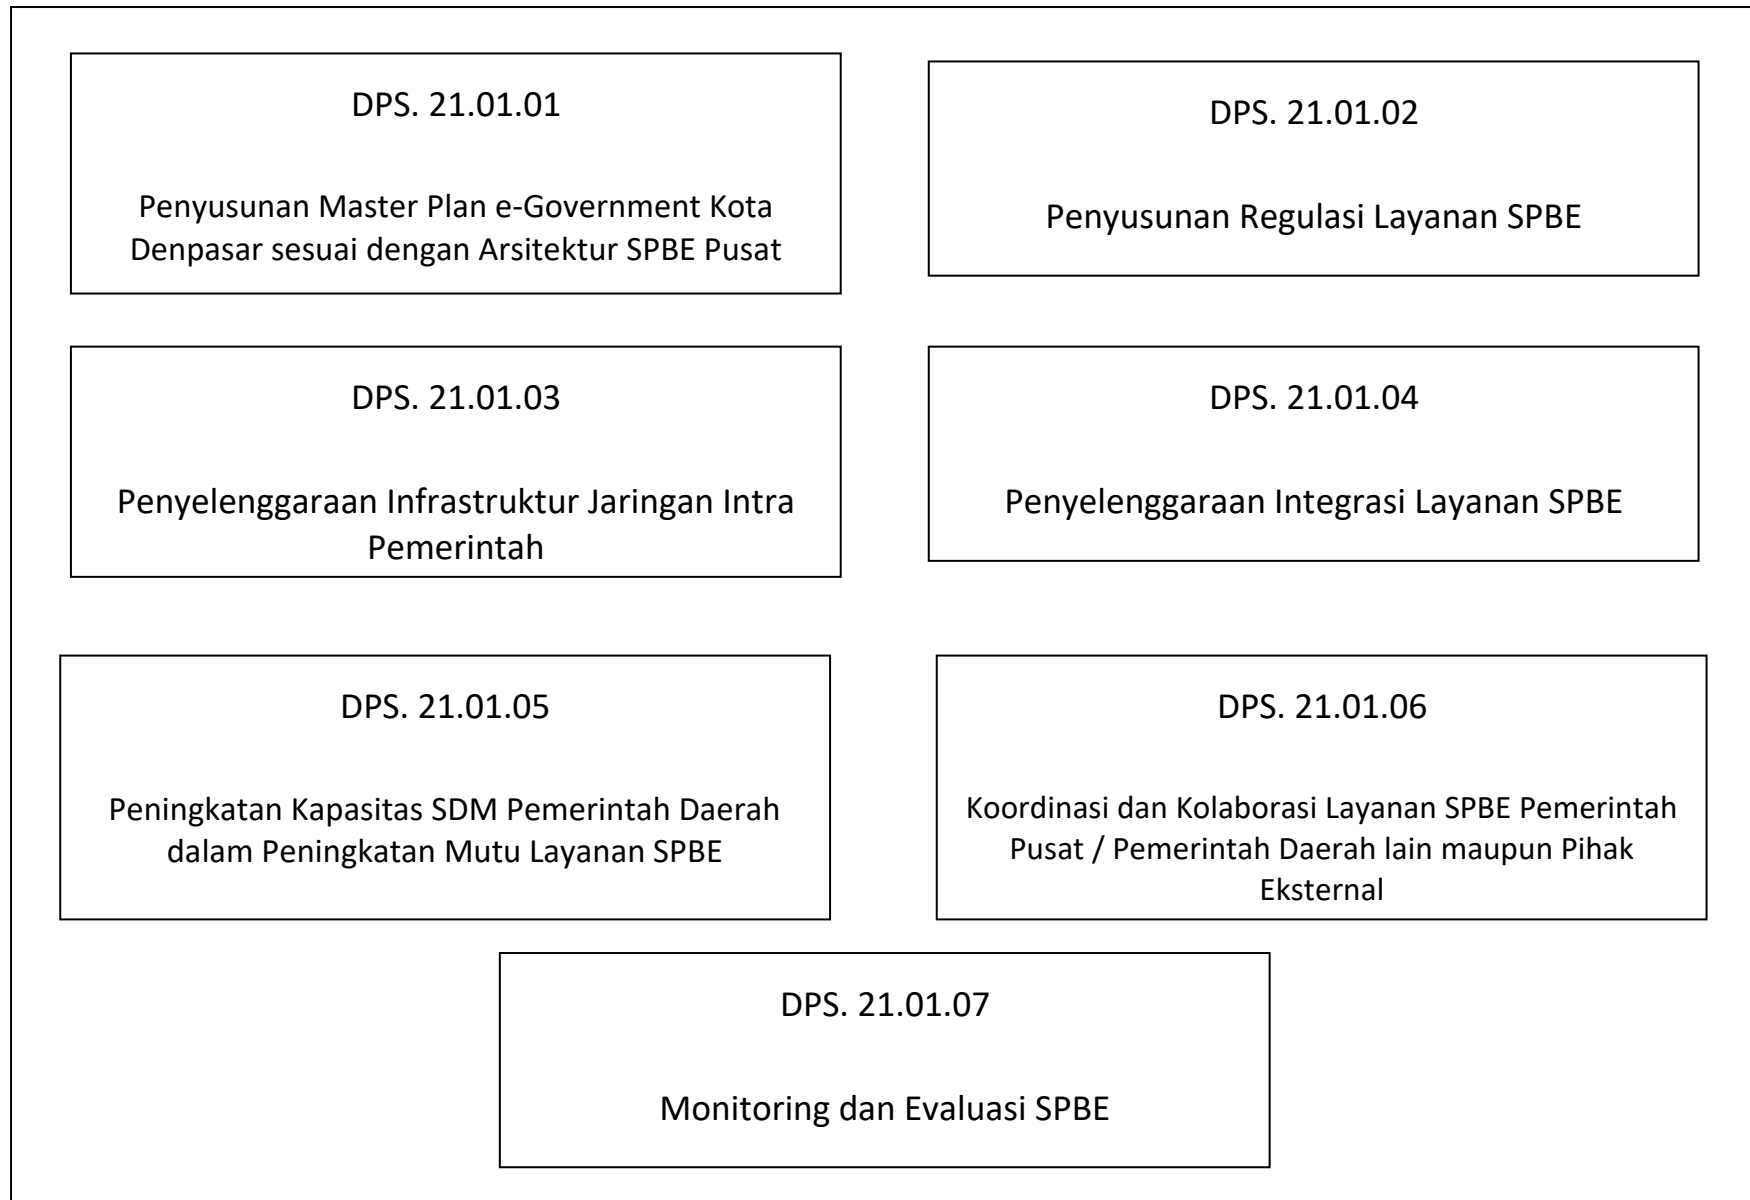 DPS. 21.01.01
Penyusunan Master Plan e-Government Kota
Denpasar sesuai dengan Arsitektur SPBE Pusat
DPS. 21.01.02
Penyusunan Regulasi Layanan SPBE
DPS. 21.01.03
Penyelenggaraan Infrastruktur Jaringan Intra
Pemerintah
DPS. 21.01.04
Penyelenggaraan Integrasi Layanan SPBE
DPS. 21.01.05
Peningkatan Kapasitas SDM Pemerintah Daerah
dalam Peningkatan Mutu Layanan SPBE
DPS. 21.01.06
Koordinasi dan Kolaborasi Layanan SPBE Pemerintah
Pusat / Pemerintah Daerah lain maupun Pihak
Eksternal
DPS. 21.01.07
Monitoring dan Evaluasi SPBE